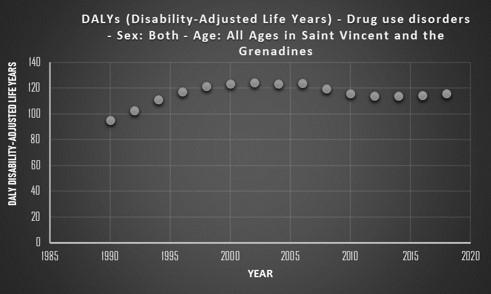 DALYs (Disability-Adjusted Life Years) - Drug use disorders
- Sex: Both - Age: All Ages in Saint Vincent and the
Grenadines
DALY DISABILITY-ADJUSTED LIFE YEARS
140
120
100
80
60
40
20
0
1985 1990 1995 2000 2005 2010 2015 2020
YEAR